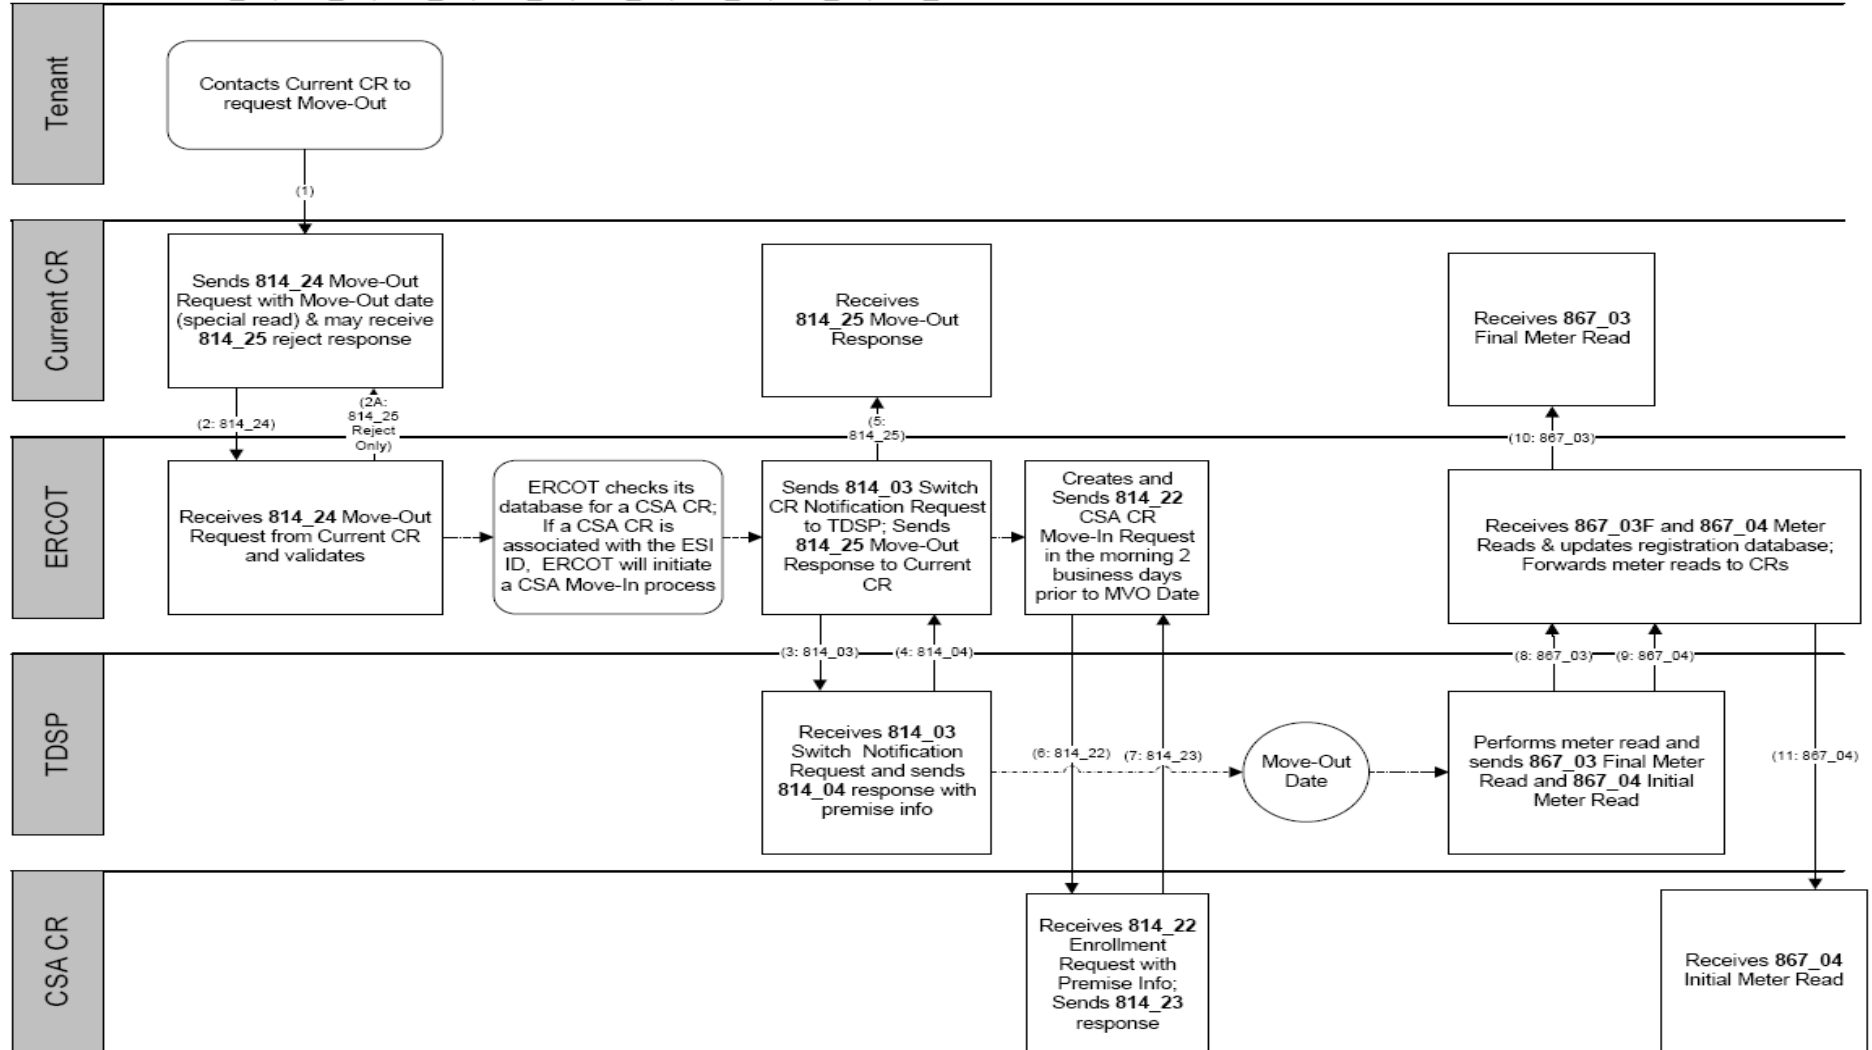 Tenant
Contacts Current CR to
request Move-Out
(1)
Current CR
Sends 814_24 Move-Out
Request with Move-Out date
(special read) & may receive
814_25 reject response
Receives
814_25 Move-Out
Response
Receives 867_03
Final Meter Read
(2: 814_24)
(2A:
814_25
Reject
Only)
(5:
814_25)
(10: 867_03)
ERCOT
Receives 814_24 Move-Out
Request from Current CR
and validates
ERCOT checks its
database for a CSA CR;
If a CSA CR is
associated with the ESI
ID, ERCOT will initiate
a CSA Move-In process
Sends 814_03 Switch
CR Notification Request
to TDSP; Sends
814_25 Move-Out
Response to Current
CR
Creates and
Sends 814_22
CSA CR
Move-In Request
in the morning 2
business days
prior to MVO Date
Receives 867_03F and 867_04 Meter
Reads & updates registration database;
Forwards meter reads to CRs
(3: 814_03)
(4: 814_04)
(8: 867_03)
(9: 867_04)
TDSP
Receives 814_03
Switch Notification
Request and sends
814_04 response with
premise info
(6: 814_22)
(7: 814_23)
Move-Out
Date
Performs meter read and
sends 867_03 Final Meter
Read and 867_04 Initial
Meter Read
(11: 867_04)
CSA CR
Receives 814_22
Enrollment
Request with
Premise Info;
Sends 814_23
response
Receives 867_04
Initial Meter Read